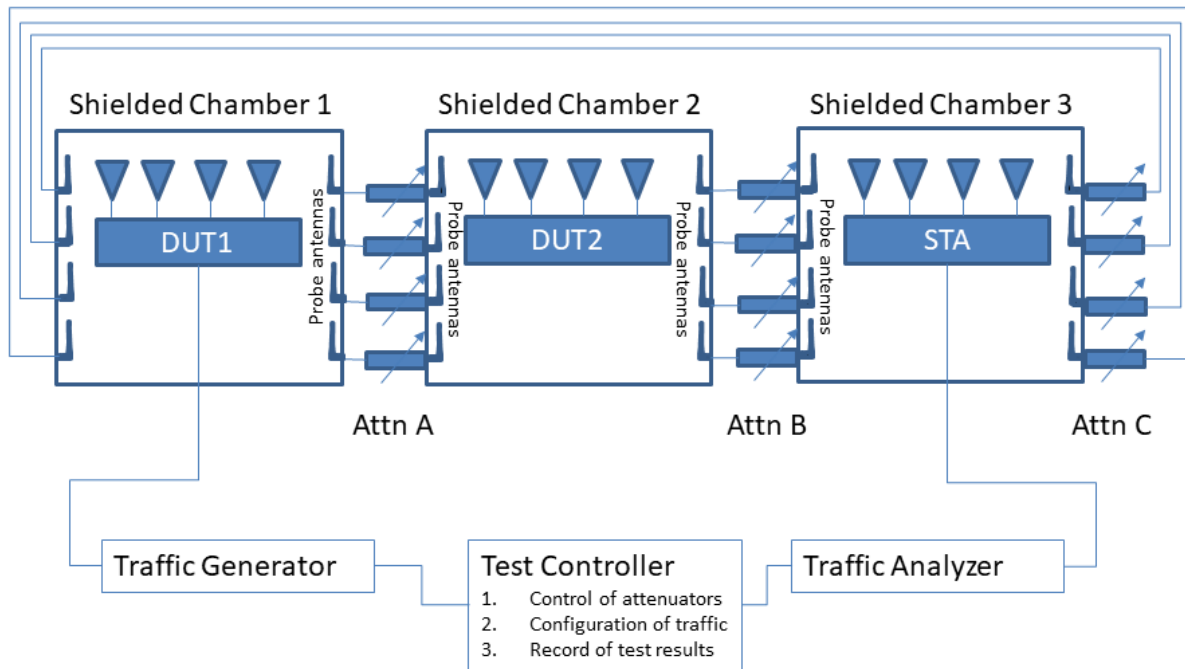 Shielded Chamber 1
Shielded Chamber 2
Shielded Chamber 3
DUT1
Probe antennas
Probe antennas
DUT2
Probe antennas
Probe antennas
STA
Attn A
Attn B
Attn C
Traffic Generator
Test Controller
1. Control of attenuators
2. Configuration of traffic
3. Record of test results
Traffic Analyzer